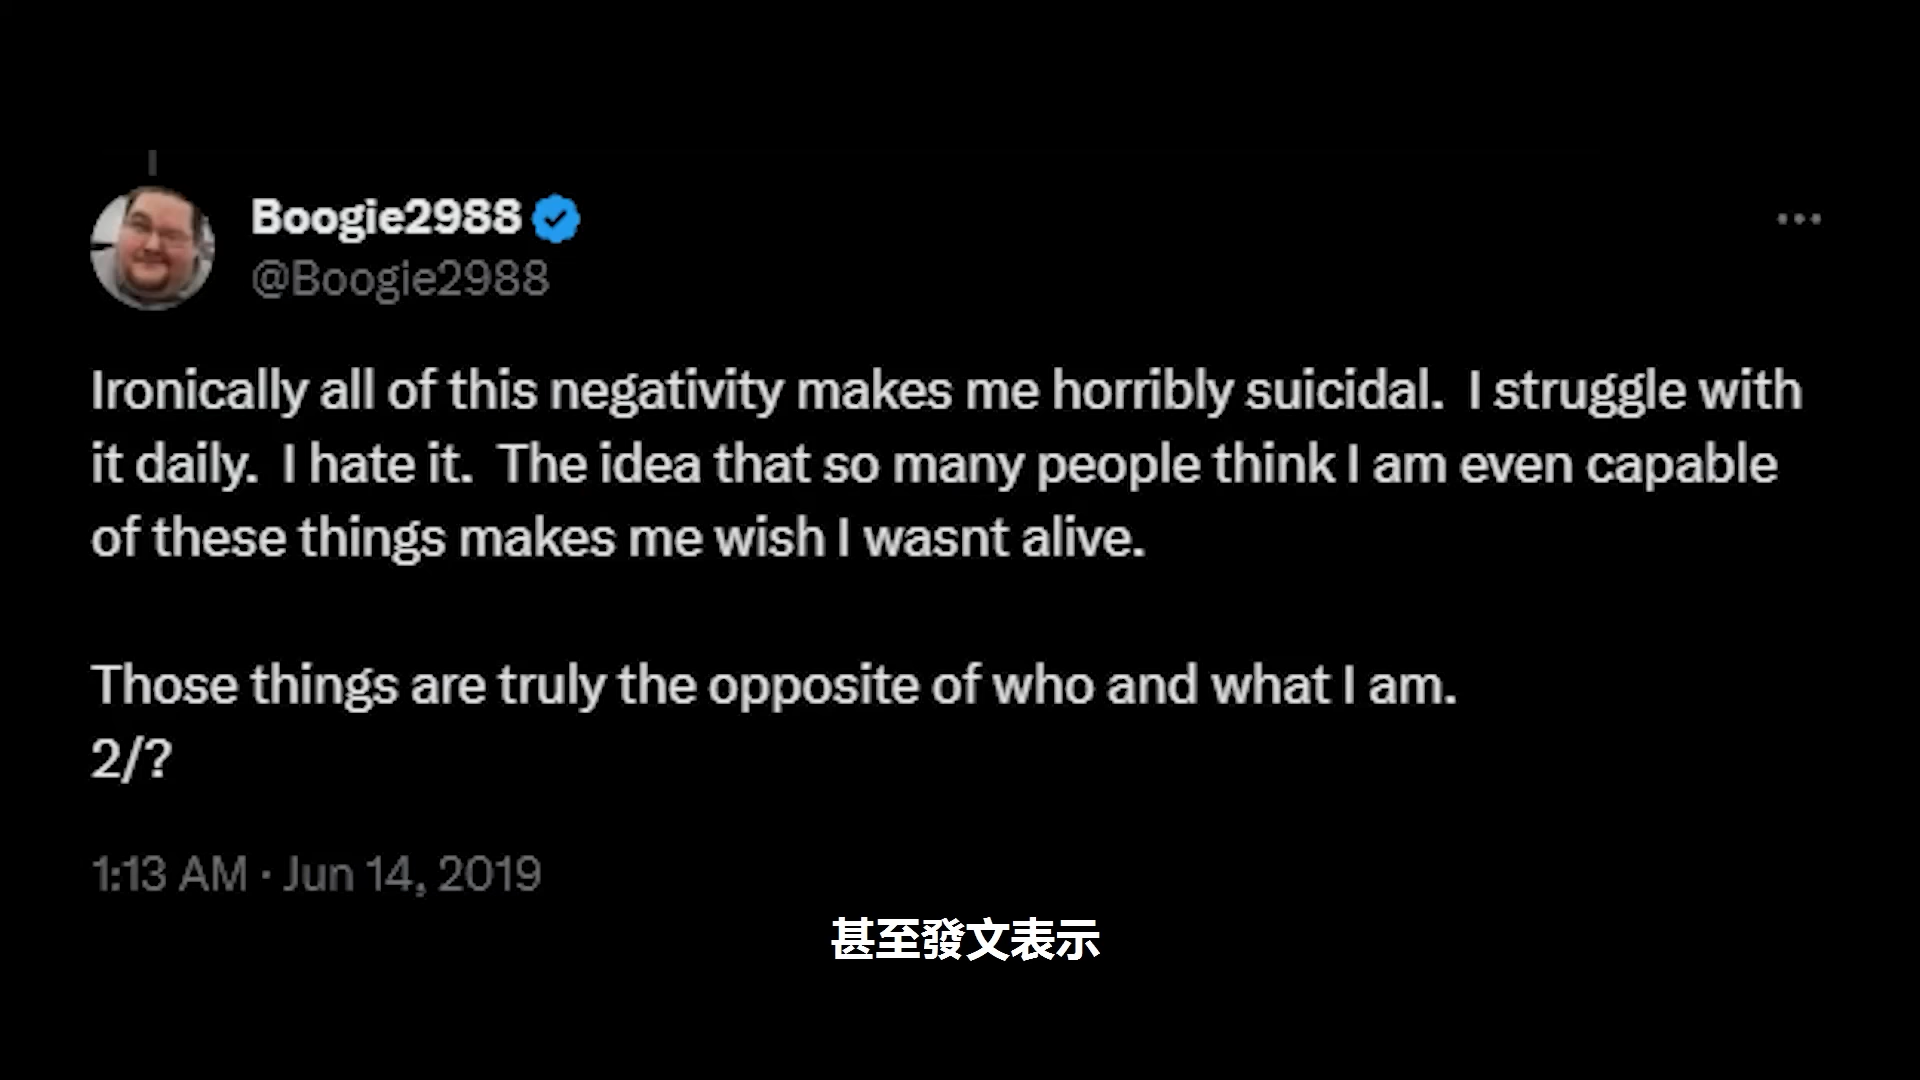 Boogie2988
@Boogie2988
Ironically all of this negativity makes me horribly suicidal.  I struggle with
it daily.  I hate it.  The idea that so many people think I am even capable
of these things makes me wish I wasnt alive.
Those things are truly the opposite of who and what I am.
2/?
1:13 AM · Jun 14, 2019
甚至發文表示